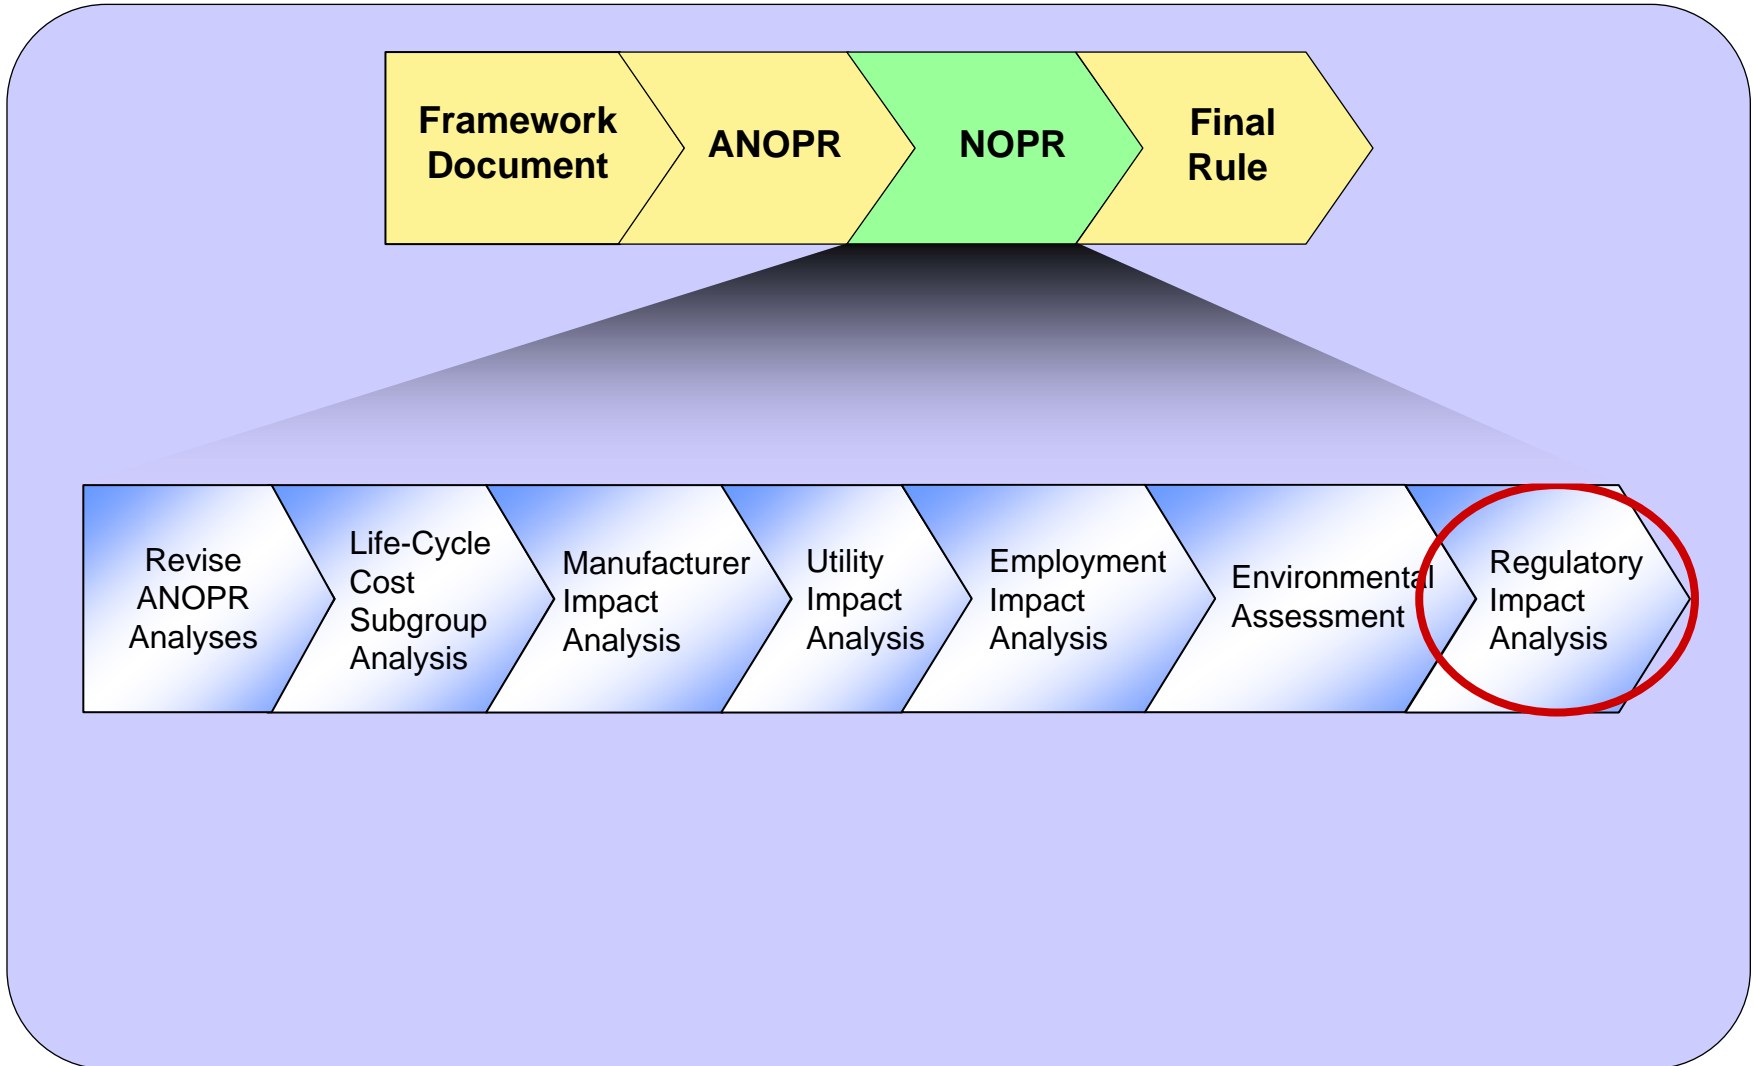 Framework
Document
ANOPR
NOPR
Final
Rule
Revise
ANOPR
Analyses
Life-Cycle
Cost
Subgroup
Analysis
Manufacturer
Impact
Analysis
Utility
Impact
Analysis
Employment
Impact
Analysis
Environmental
Assessment
Regulatory
Impact
Analysis